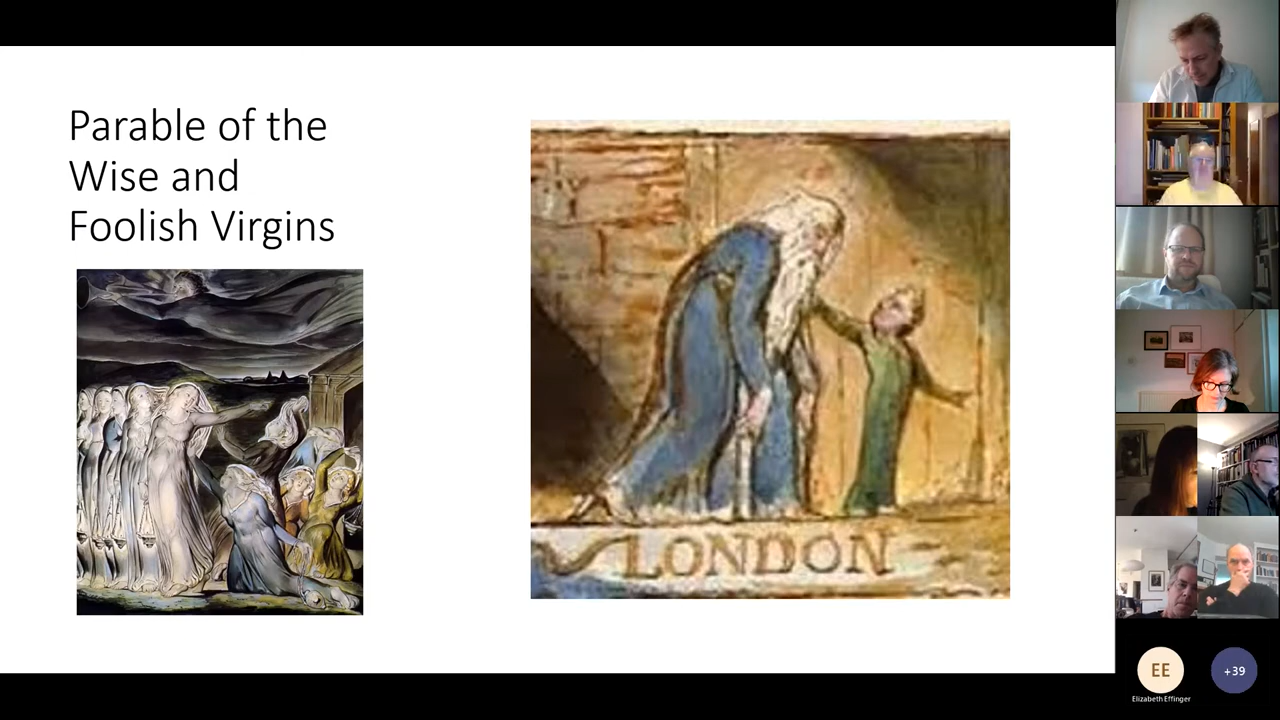 Parable of the
Wise and
Foolish Virgins
LONDON
EE
+39
Elizabeth Effinger